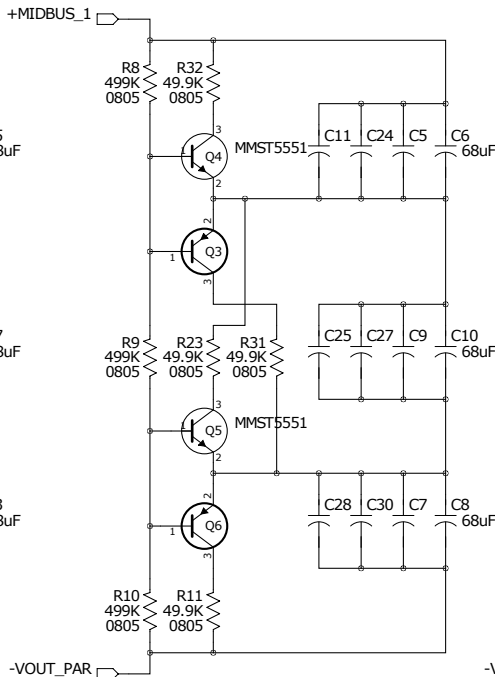 +MIDBUS_1
R8
499K
0805
R32
49.9K
0805
3
1
Q4
2
MMST5551
C11
C24
C5
C6
68uF
2
1
Q3
3
R9
499K
0805
R23
49.9K
0805
R31
49.9K
0805
C25
C27
C9
C10
68uF
3
1
Q5
2
MMST5551
2
1
Q6
3
C28
C30
C7
C8
68uF
R10
499K
0805
R11
49.9K
0805
-VOUT_PAR